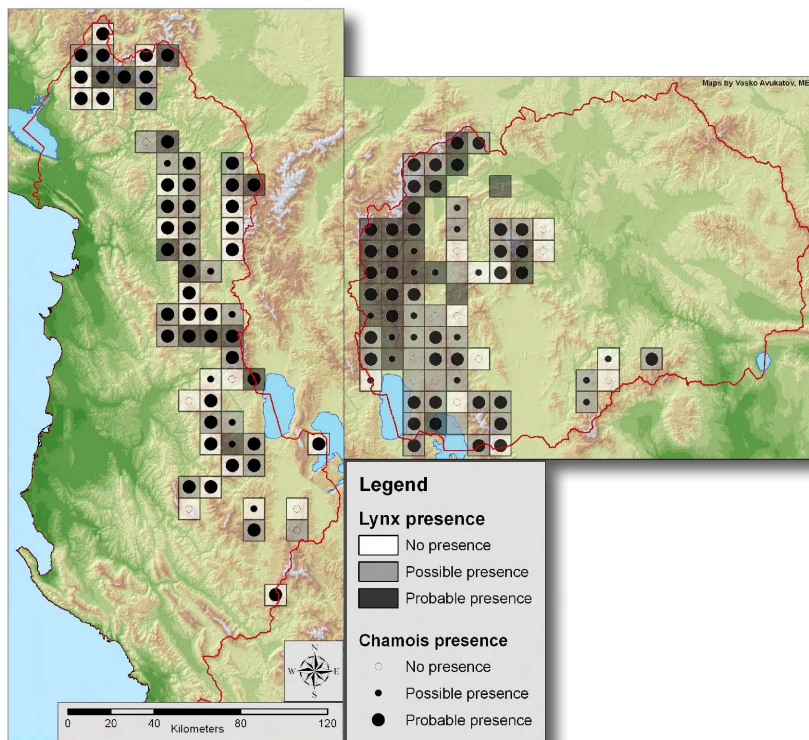 Maps by Vasko Avukatov, ME
Legend
Lynx presence
No presence
Possible presence
Probable presence
Chamois presence
No presence
Possible presence
Probable presence
N
W E
S
0 20 40 60 80 120
Kilometers